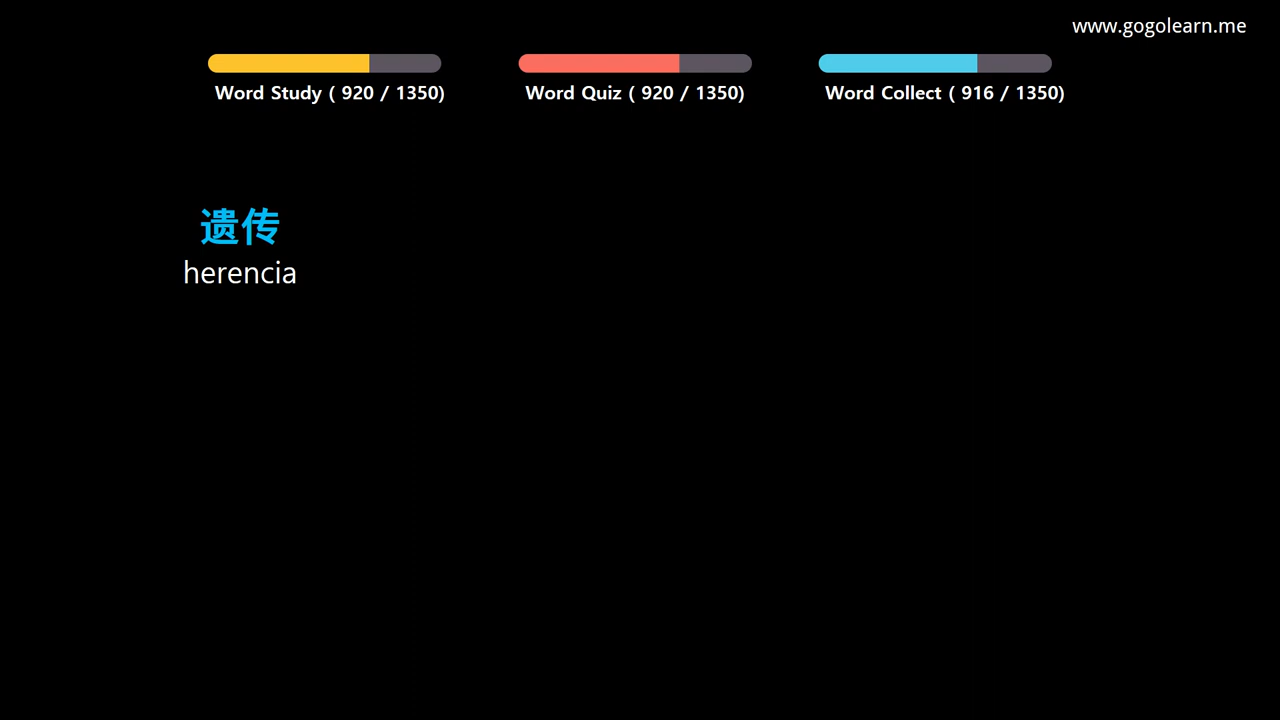 www.gogolearn.me
Word Study ( 920 / 1350)
Word Quiz ( 920 / 1350)
Word Collect ( 916 / 1350)
遗传
herencia